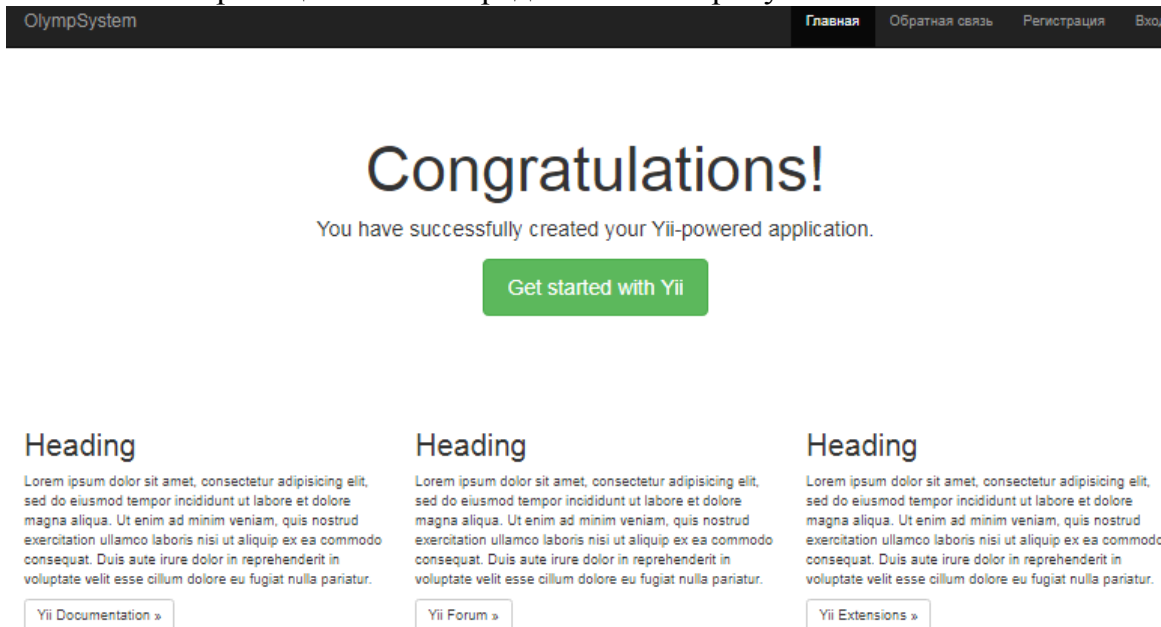 OlympSystem
Главная Обратная связь Регистрация Вход
Congratulations!
You have successfully created your Yii-powered application.
Get started with Yii
Heading
Lorem ipsum dolor sit amet, consectetur adipisicing elit,
sed do eiusmod tempor incididunt ut labore et dolore
magna aliqua. Ut enim ad minim veniam, quis nostrud
exercitation ullamco laboris nisi ut aliquip ex ea commodo
consequat. Duis aute irure dolor in reprehenderit in
voluptate velit esse cillum dolore eu fugiat nulla pariatur.
Yii Documentation »
Heading
Lorem ipsum dolor sit amet, consectetur adipisicing elit,
sed do eiusmod tempor incididunt ut labore et dolore
magna aliqua. Ut enim ad minim veniam, quis nostrud
exercitation ullamco laboris nisi ut aliquip ex ea commodo
consequat. Duis aute irure dolor in reprehenderit in
voluptate velit esse cillum dolore eu fugiat nulla pariatur.
Yii Forum »
Heading
Lorem ipsum dolor sit amet, consectetur adipisicing elit,
sed do eiusmod tempor incididunt ut labore et dolore
magna aliqua. Ut enim ad minim veniam, quis nostrud
exercitation ullamco laboris nisi ut aliquip ex ea commodo
consequat. Duis aute irure dolor in reprehenderit in
voluptate velit esse cillum dolore eu fugiat nulla pariatur.
Yii Extensions »